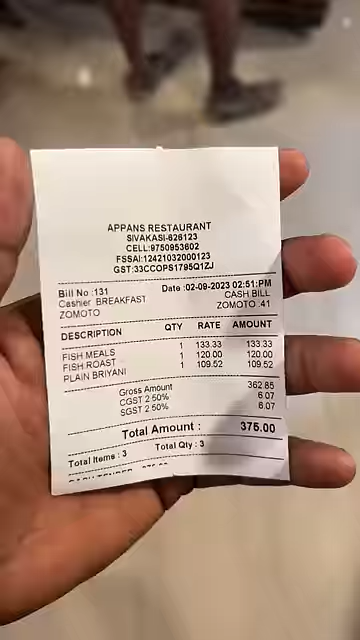 APPANS RESTAURANT
SIVAKASI-626123
CELL:9750953602
FSSAI:12421032000123
GST:33CCOPS1795Q1ZJ
Bill No :131 Date :02-09-2023 02:51:PM
Cashier BREAKFAST CASH BILL
ZOMOTO ZOMOTO .41
DESCRIPTION QTY RATE AMOUNT
FISH MEALS 1 133.33 133.33
FISH ROAST 1 120.00 120.00
PLAIN BRIYANI 1 109.52 109.52
Gross Amount 362.85
CGST 2.50% 6.07
SGST 2.50% 6.07
Total Amount : 375.00
Total Items : 3 Total Qty : 3